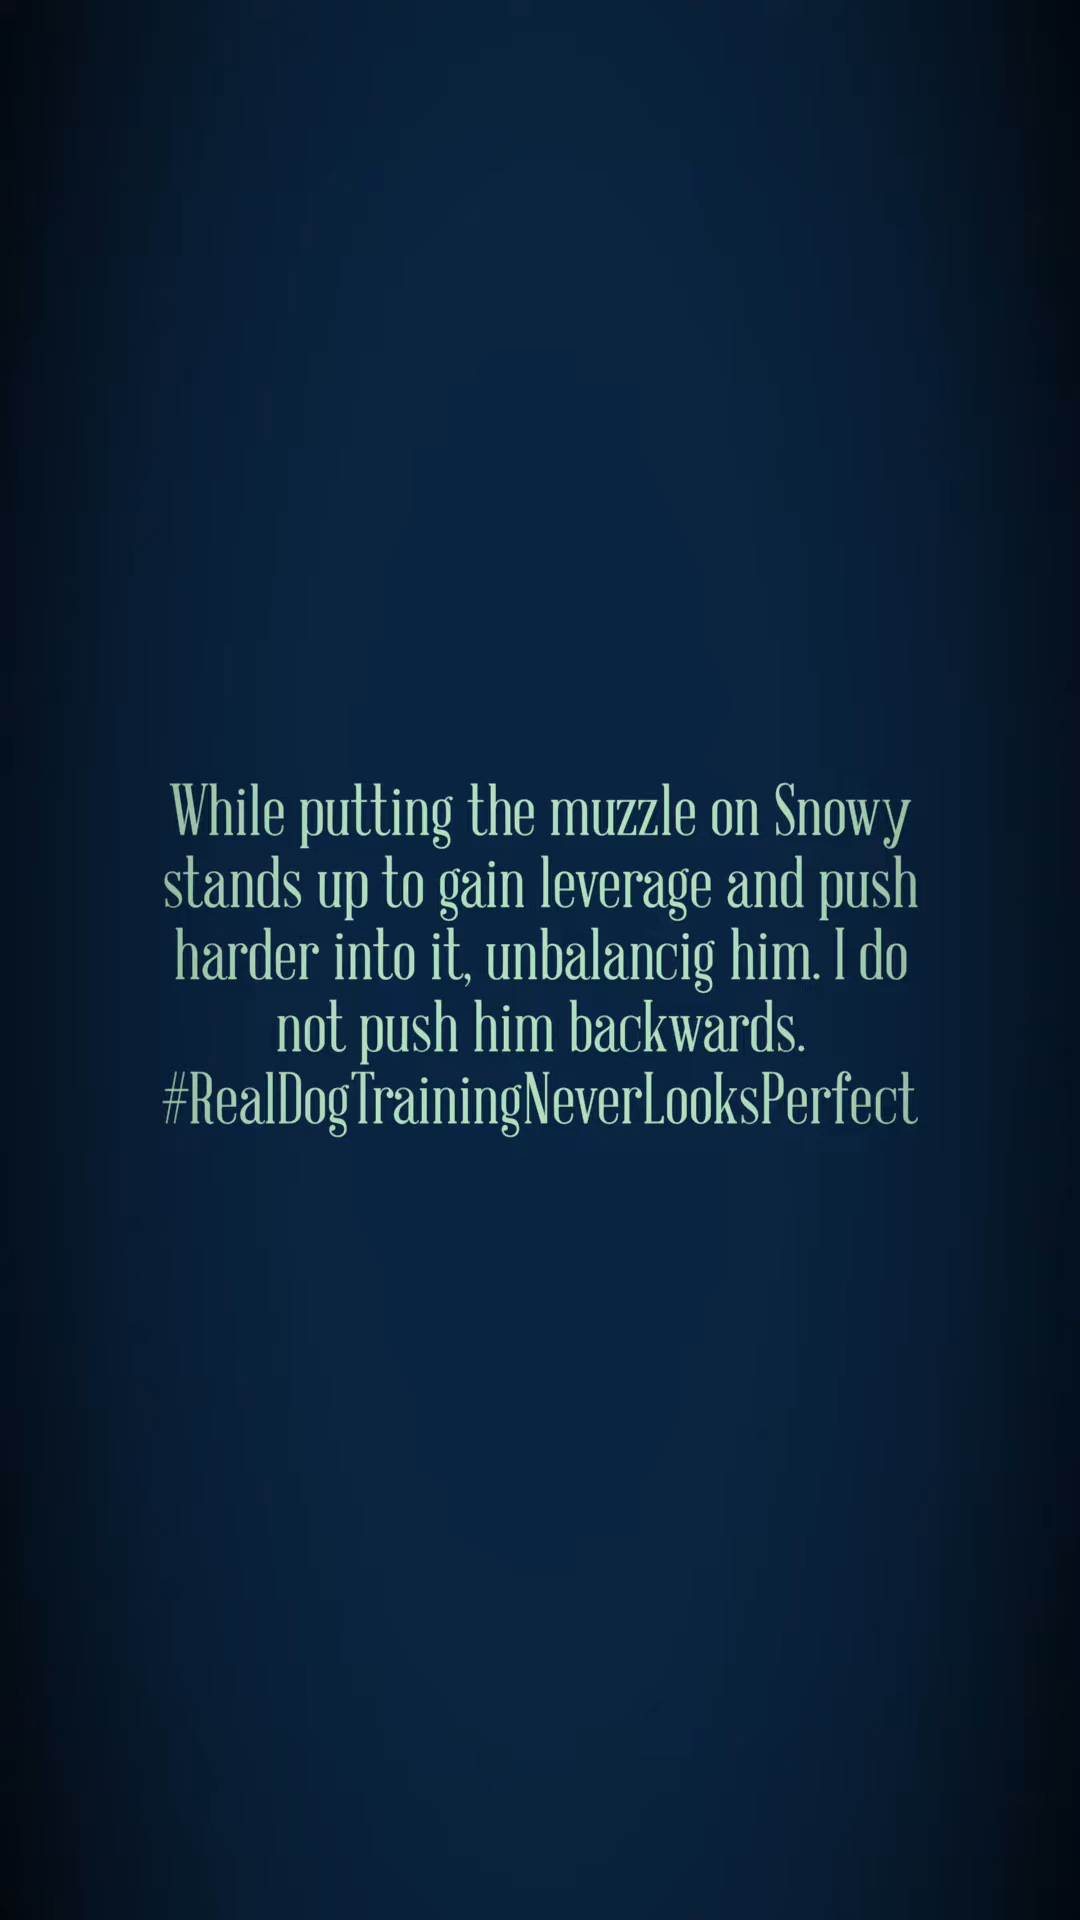 While putting the muzzle on Snowy
stands up to gain leverage and push
harder into it, unbalancig him. I do
not push him backwards.
#RealDogTrainingNeverLooksPerfect